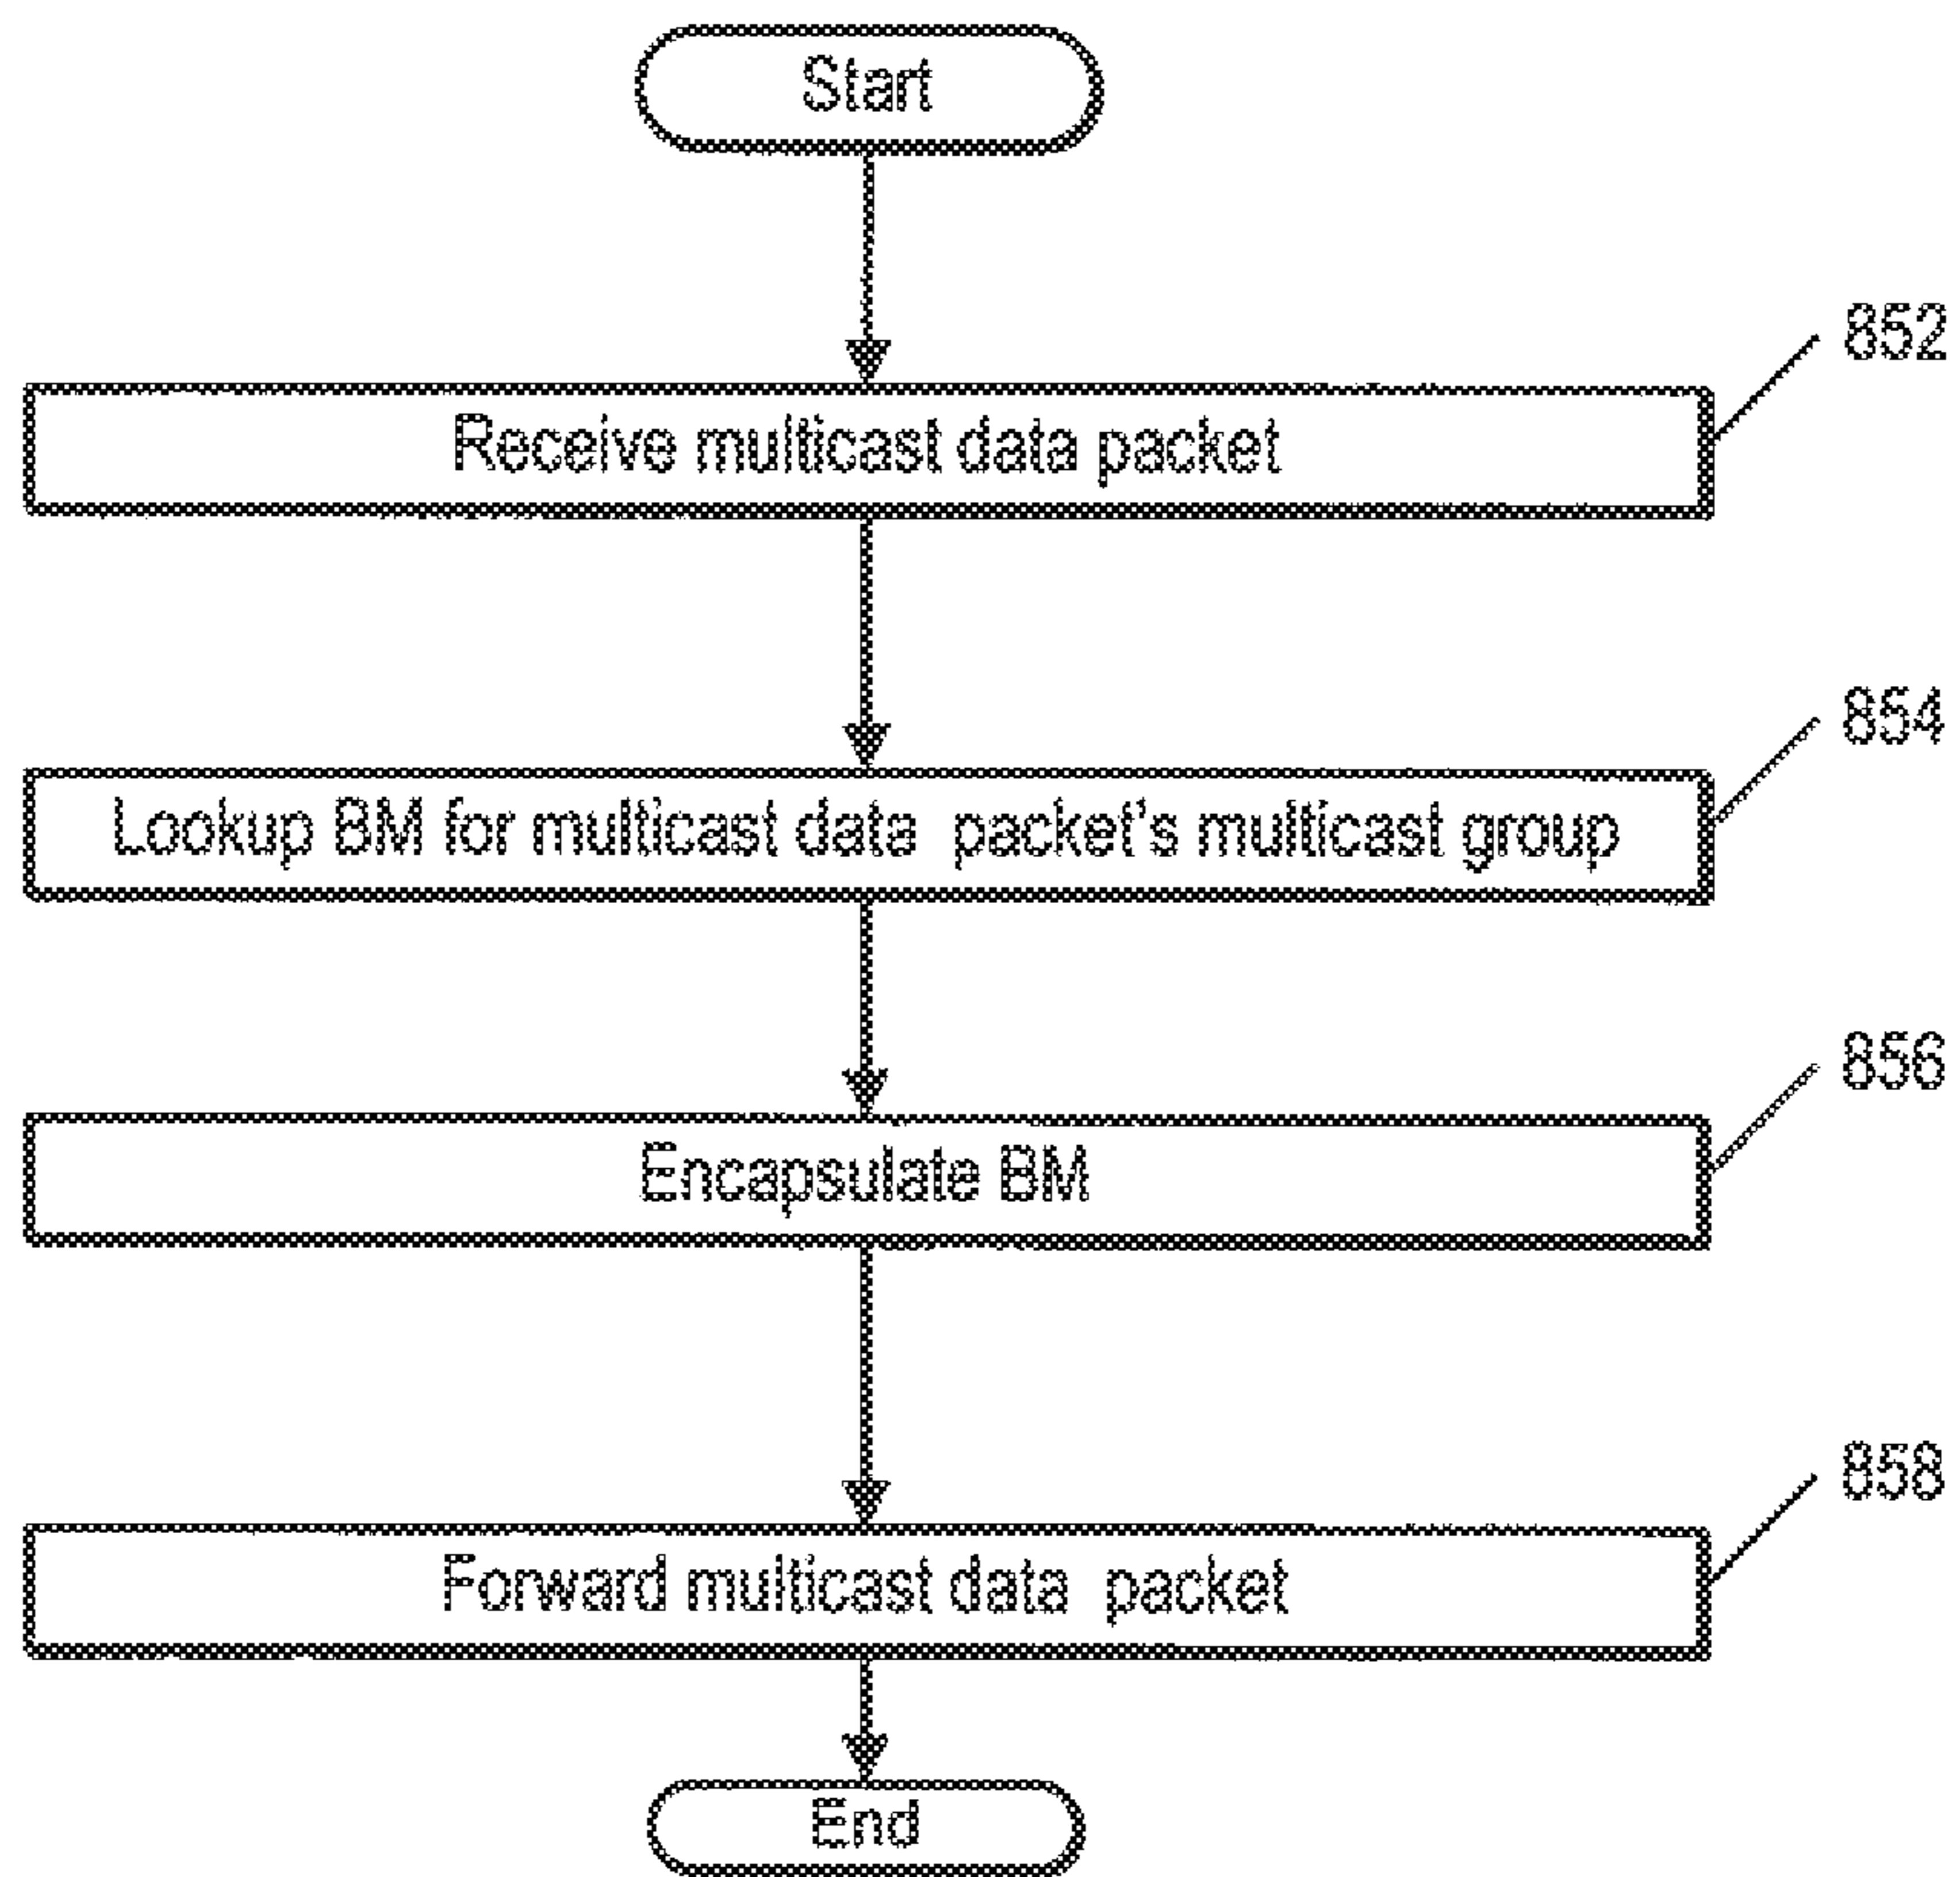 Start
852
Receive multicast data packet
854
Lookup BM for multicast data packet's multicast group
856
Encapsulate BM
858
Forward multicast data packet
End